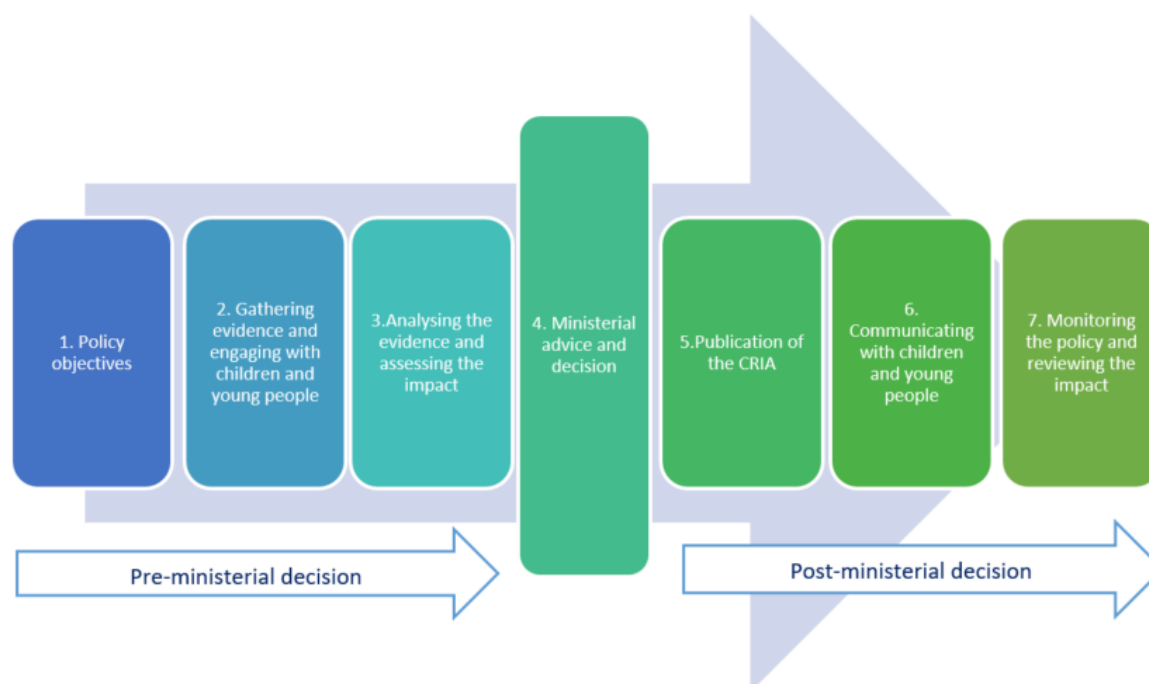 1. Policy
objectives
2. Gathering
evidence and
engaging with
children and
young people
3.Analysing the
evidence and
assessing the
impact
4. Ministerial
advice and
decision
5.Publication of
the CRIA
6.
Communicating
with children
and young
people
7. Monitoring
the policy and
reviewing the
impact
Pre-ministerial decision
Post-ministerial decision